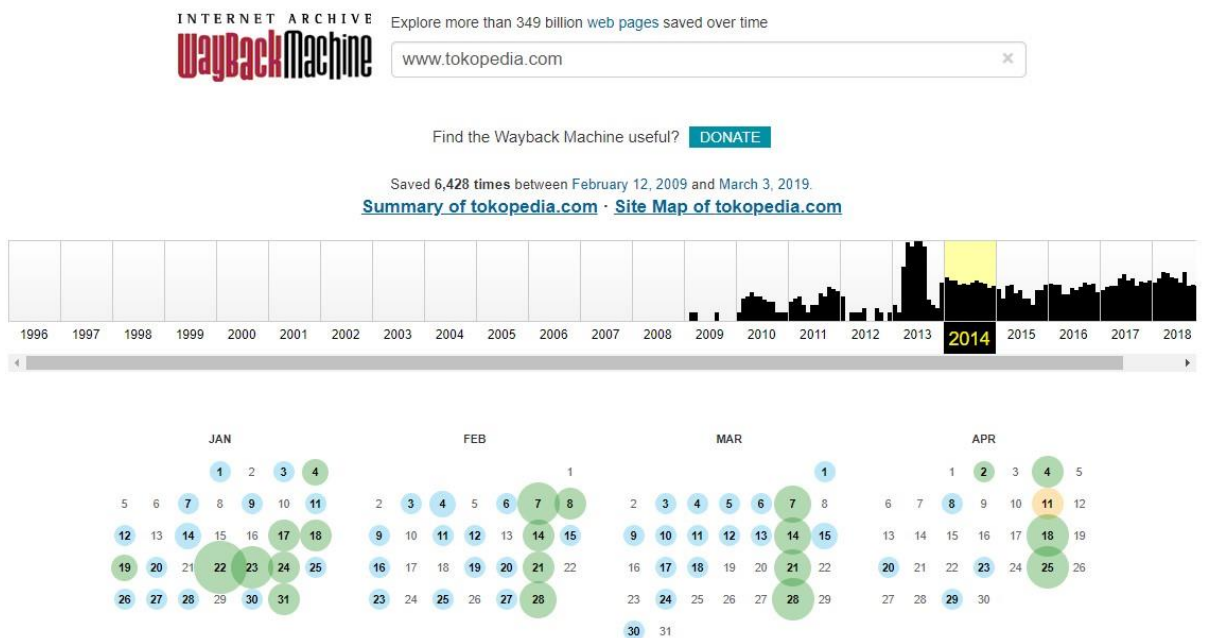 INTERNET ARCHIVE
WayBackMachine
Explore more than 349 billion web pages saved over time
www.tokopedia.com ×
Find the Wayback Machine useful? DONATE
Saved 6,428 times between February 12, 2009 and March 3, 2019.
Summary of tokopedia.com · Site Map of tokopedia.com
1996 1997 1998 1999 2000 2001 2002 2003 2004 2005 2006 2007 2008 2009 2010 2011 2012 2013 2014 2015 2016 2017 2018
JAN
1 2 3 4
5 6 7 8 9 10 11
12 13 14 15 16 17 18
19 20 21 22 23 24 25
26 27 28 29 30 31
FEB
1
2 3 4 5 6 7 8
9 10 11 12 13 14 15
16 17 18 19 20 21 22
23 24 25 26 27 28
MAR
1
2 3 4 5 6 7 8
9 10 11 12 13 14 15
16 17 18 19 20 21 22
23 24 25 26 27 28 29
30 31
APR
1 2 3 4 5
6 7 8 9 10 11 12
13 14 15 16 17 18 19
20 21 22 23 24 25 26
27 28 29 30